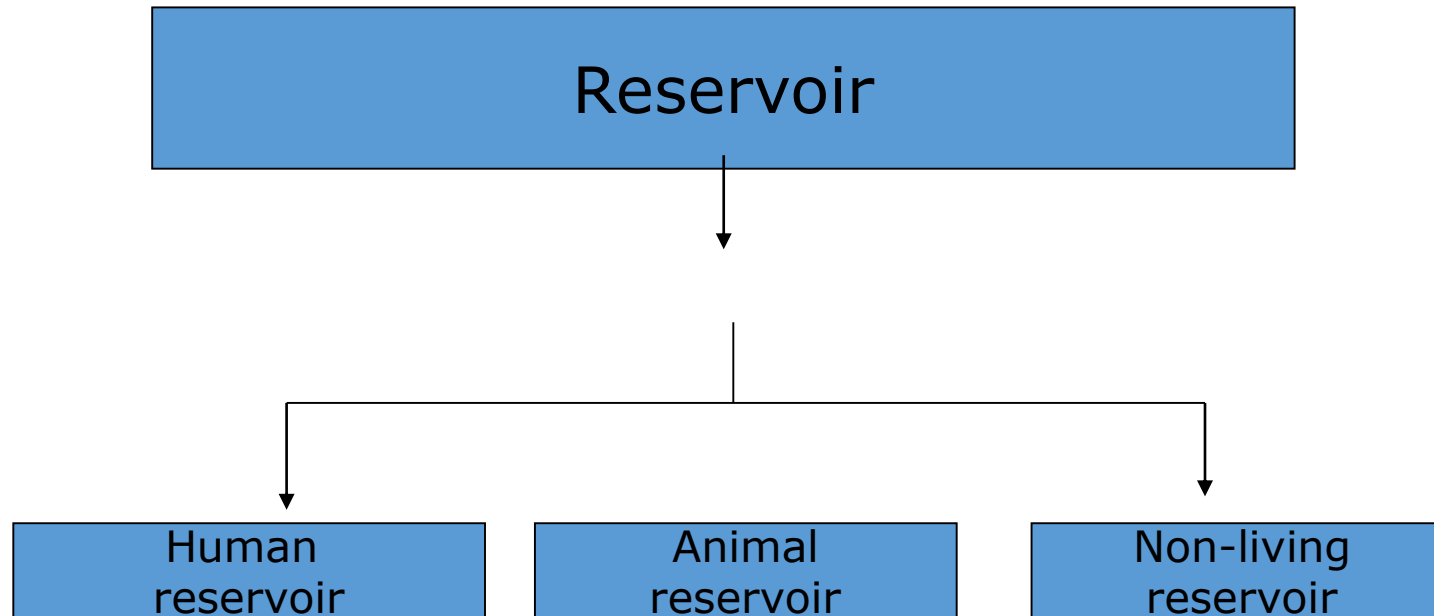 Reservoir
Human
reservoir
Animal
reservoir
Non-living
reservoir